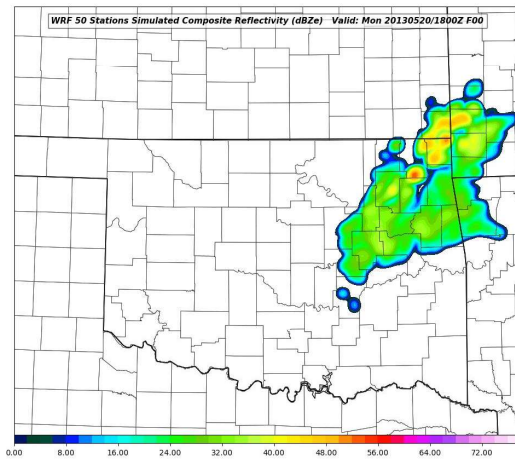 WRF 50 Stations Simulated Composite Reflectivity (dBZe)   Valid: Mon 20130520/1800Z F00
0.00 8.00 16.00 24.00 32.00 40.00 48.00 56.00 64.00 72.00